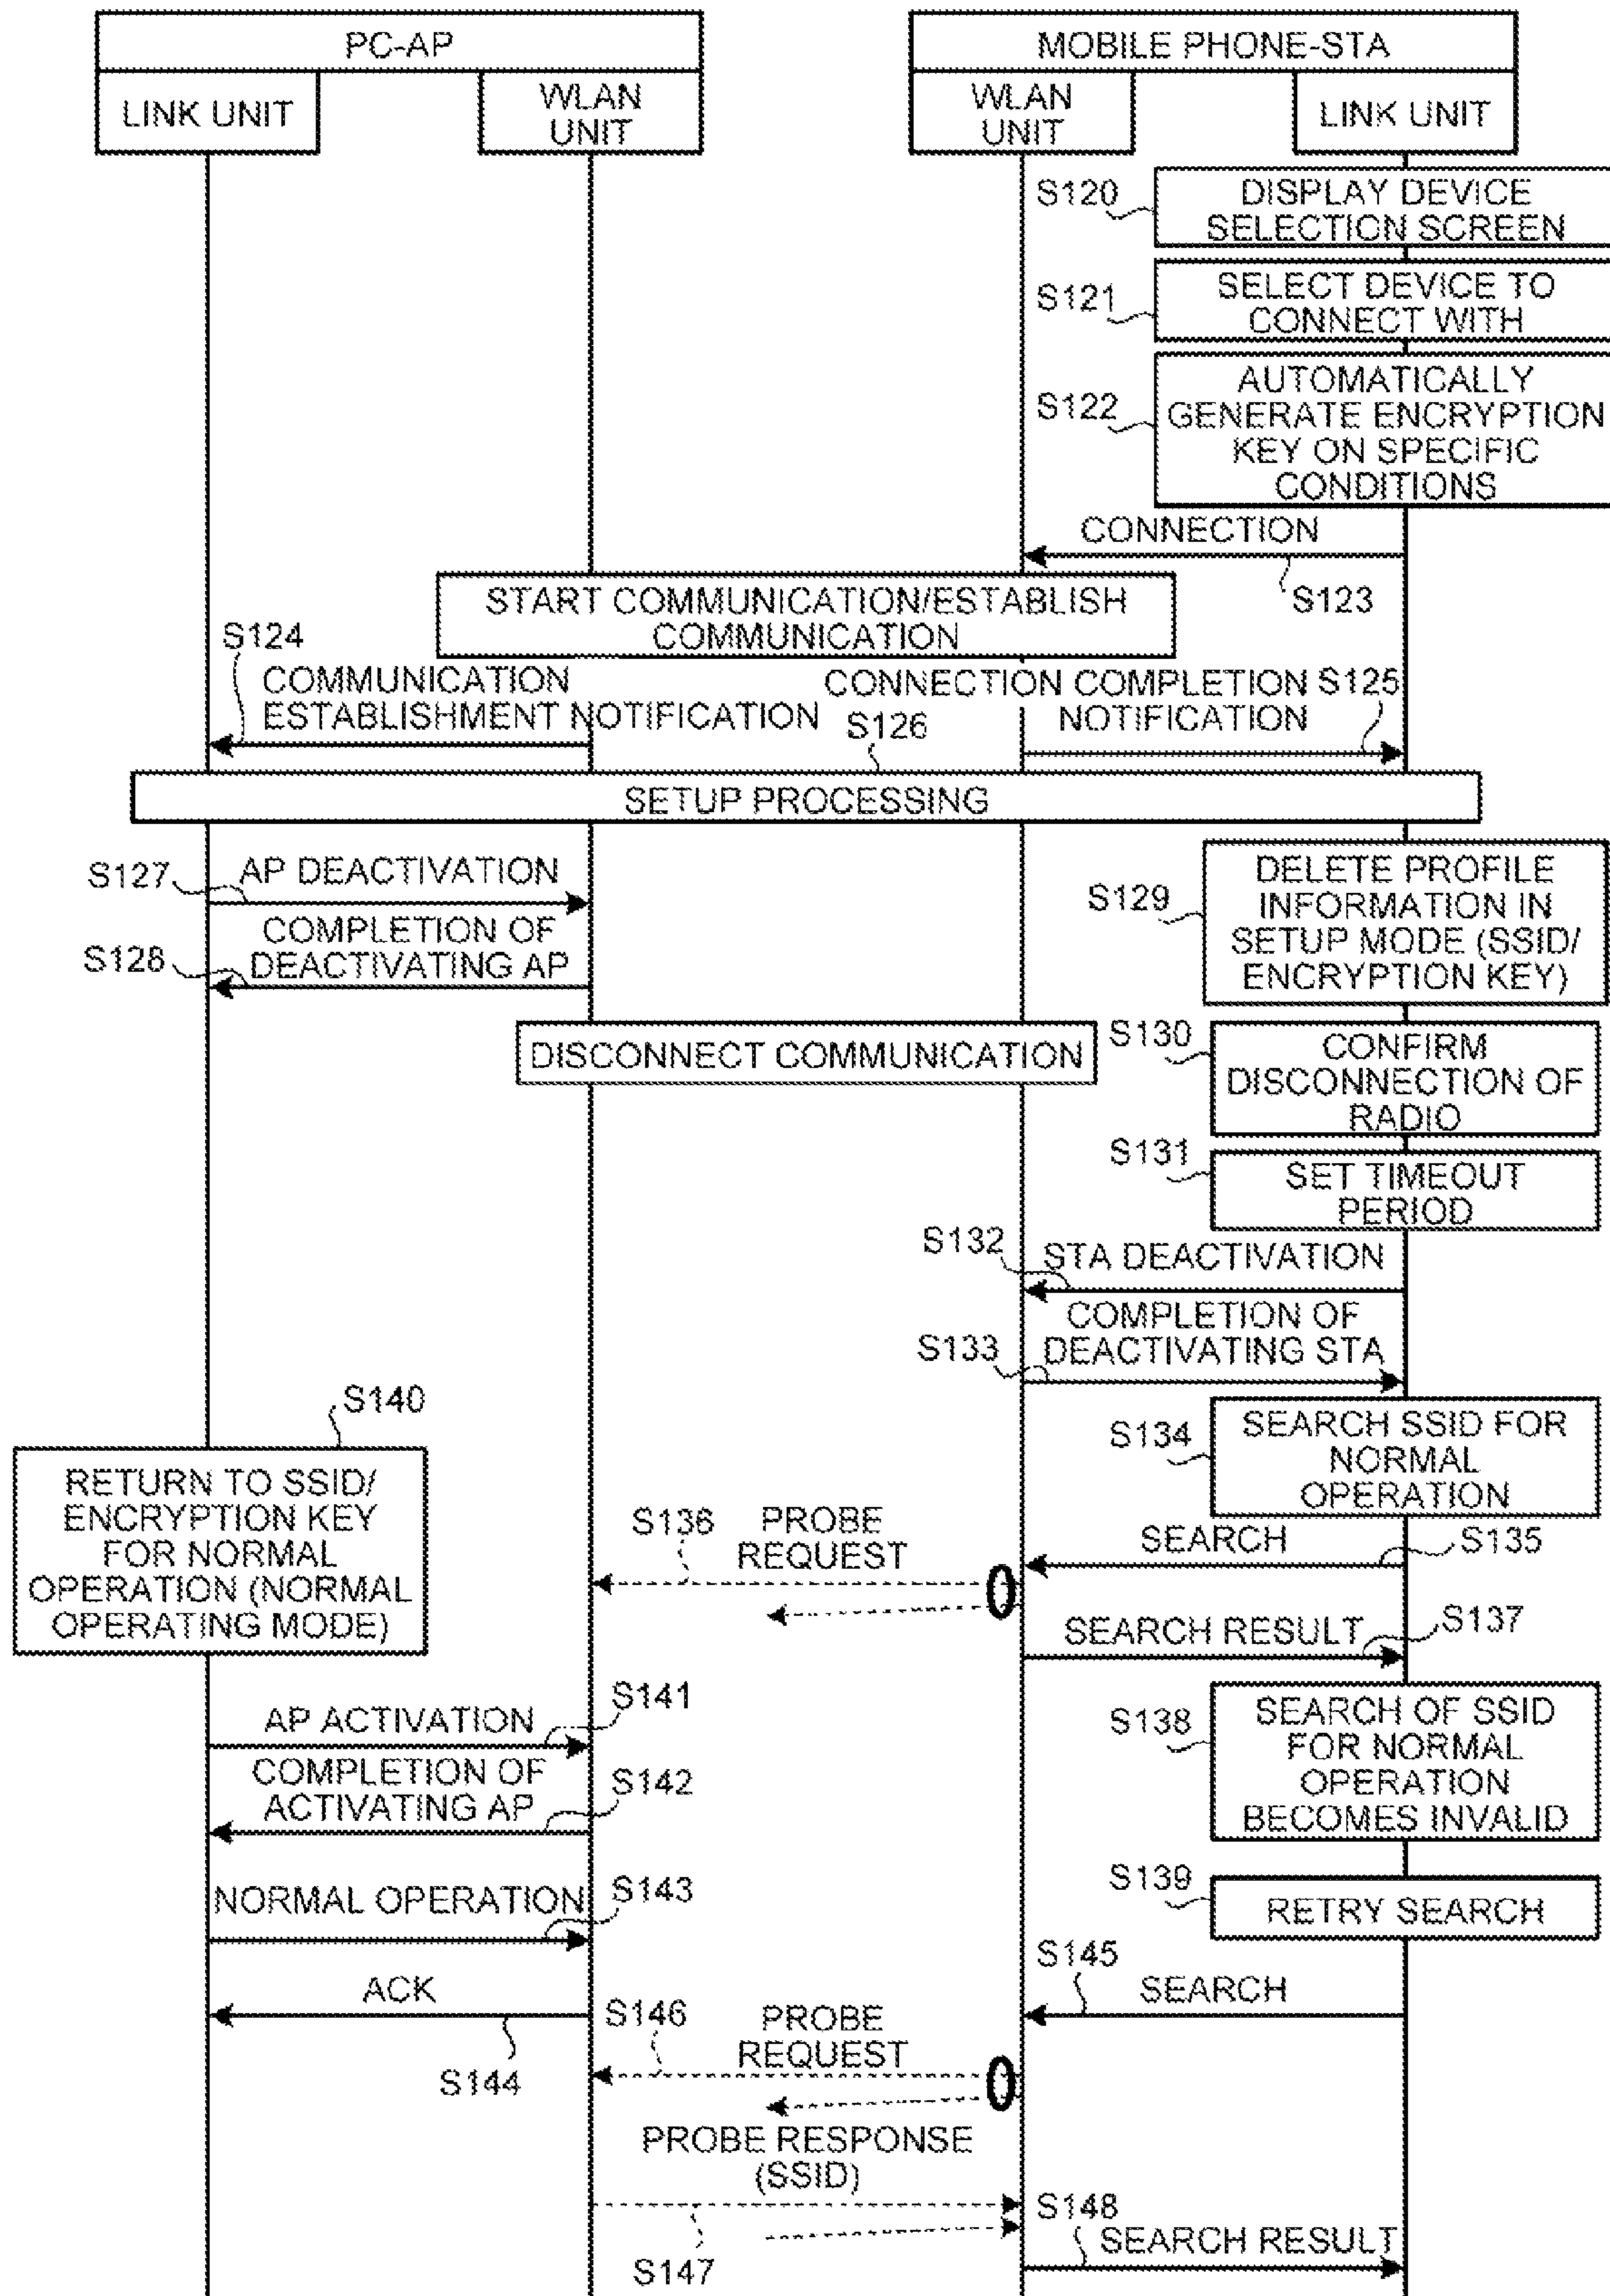 PC-AP
MOBILE PHONE-STA
LINK UNIT
WLAN
UNIT
WLAN
UNIT
LINK UNIT
S120
DISPLAY DEVICE
SELECTION SCREEN
S121
SELECT DEVICE TO
CONNECT WITH
S122
AUTOMATICALLY
GENERATE ENCRYPTION
KEY ON SPECIFIC
CONDITIONS
CONNECTION
S123
START COMMUNICATION/ESTABLISH
COMMUNICATION
S124
COMMUNICATION
ESTABLISHMENT NOTIFICATION
CONNECTION COMPLETION
NOTIFICATION
S125
S126
SETUP PROCESSING
S127
AP DEACTIVATION
S128
COMPLETION OF
DEACTIVATING AP
S129
DELETE PROFILE
INFORMATION IN
SETUP MODE (SSID/
ENCRYPTION KEY)
DISCONNECT COMMUNICATION
S130
CONFIRM
DISCONNECTION OF
RADIO
S131
SET TIMEOUT
PERIOD
S132
STA DEACTIVATION
S133
COMPLETION OF
DEACTIVATING STA
S134
SEARCH SSID FOR
NORMAL
OPERATION
S140
RETURN TO SSID/
ENCRYPTION KEY
FOR NORMAL
OPERATION (NORMAL
OPERATING MODE)
S136
PROBE
REQUEST
SEARCH
S135
SEARCH RESULT
S137
S138
SEARCH OF SSID
FOR NORMAL
OPERATION
BECOMES INVALID
AP ACTIVATION
S141
COMPLETION OF
ACTIVATING AP
S142
S139
RETRY SEARCH
NORMAL OPERATION
S143
S145
SEARCH
ACK
S144
S146
PROBE
REQUEST
PROBE RESPONSE
(SSID)
S147
S148
SEARCH RESULT